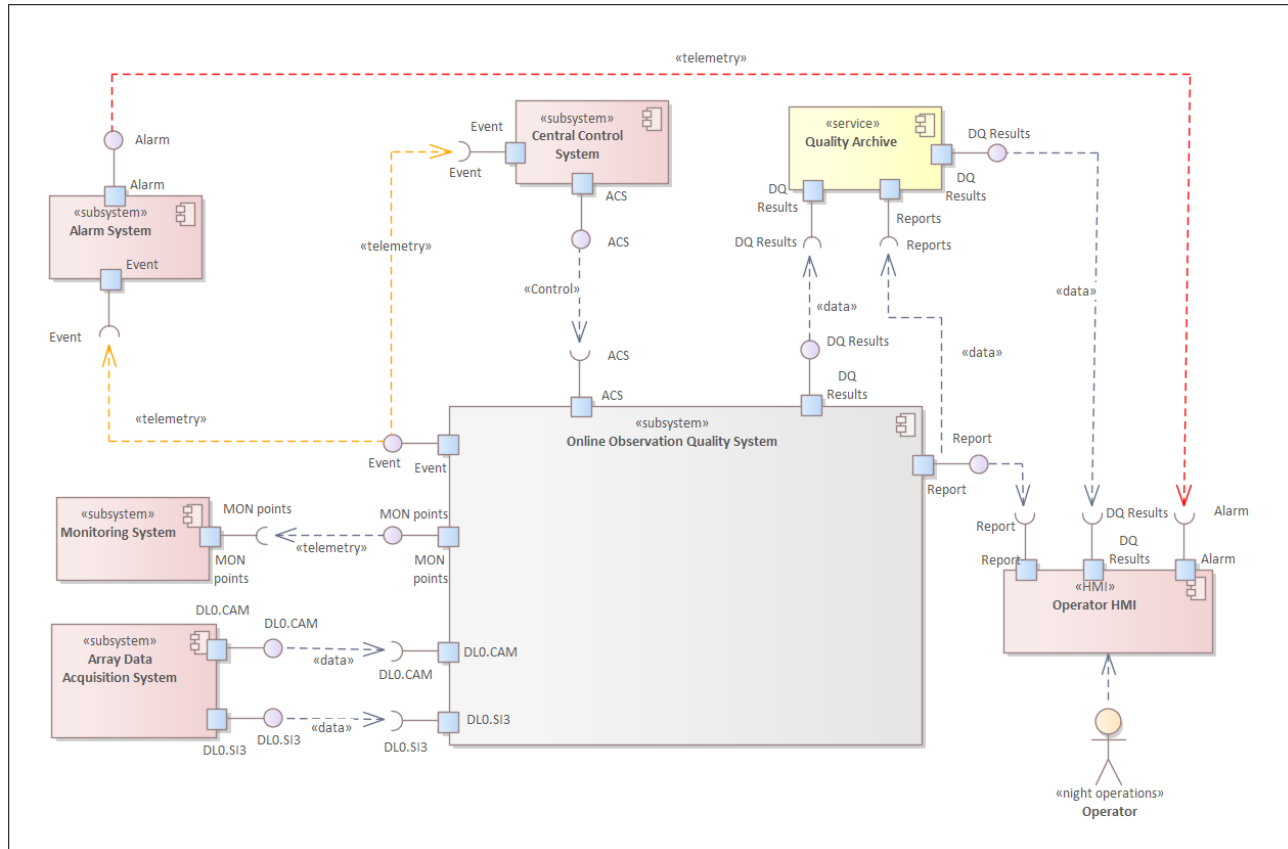 «telemetry»
Alarm
Alarm
«subsystem»
Alarm System
Event
Event
«telemetry»
Event
Event
«subsystem»
Central Control
System
ACS
ACS
«telemetry»
«Control»
ACS
ACS
«service»
Quality Archive
DQ Results
DQ
Results
DQ
Results
Reports
DQ Results
Reports
«data»
«data»
«data»
DQ Results
DQ
Results
«subsystem»
Online Observation Quality System
Event
Event
Report
Report
«subsystem»
Monitoring System
MON points
MON
points
«telemetry»
MON points
MON
points
«subsystem»
Array Data
Acquisition System
DL0.CAM
DL0.CAM
«data»
DL0.CAM
DL0.CAM
DL0.SI3
DL0.SI3
«data»
DL0.SI3
DL0.SI3
Report
Report
DQ Results
DQ
Results
Alarm
Alarm
«HMI»
Operator HMI
«night operations»
Operator